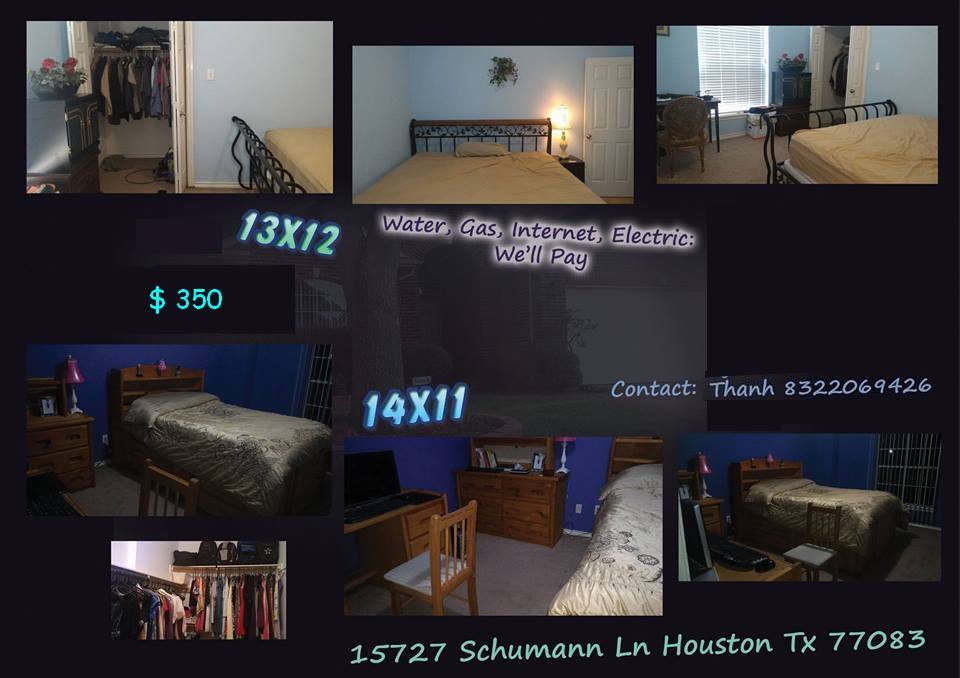 13X12
Water, Gas, Internet, Electric:
We'll Pay
$ 350
Contact: Thanh 8322069426
14X11
15727 Schumann Ln Houston Tx 77083